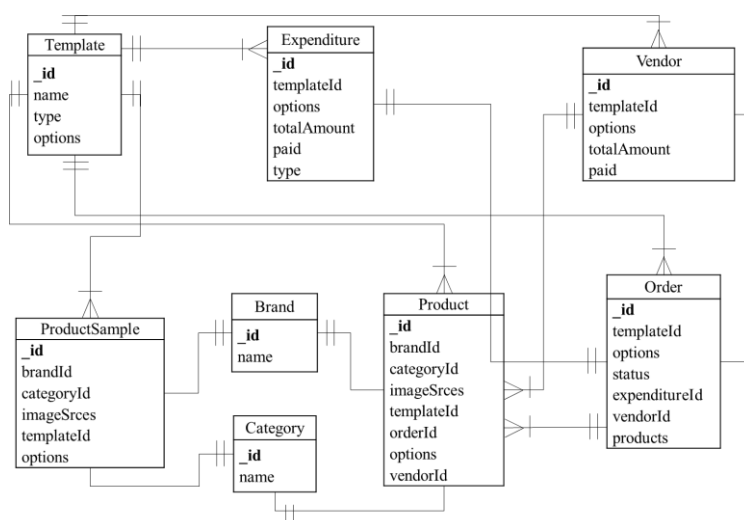 Template
_id
name
type
options
Expenditure
_id
templateId
options
totalAmount
paid
type
Vendor
_id
templateId
options
totalAmount
paid
ProductSample
_id
brandId
categoryId
imageSrces
templateId
options
Brand
_id
name
Category
_id
name
Product
_id
brandId
categoryId
imageSrces
templateId
orderId
options
vendorId
Order
_id
templateId
options
status
expenditureId
vendorId
products